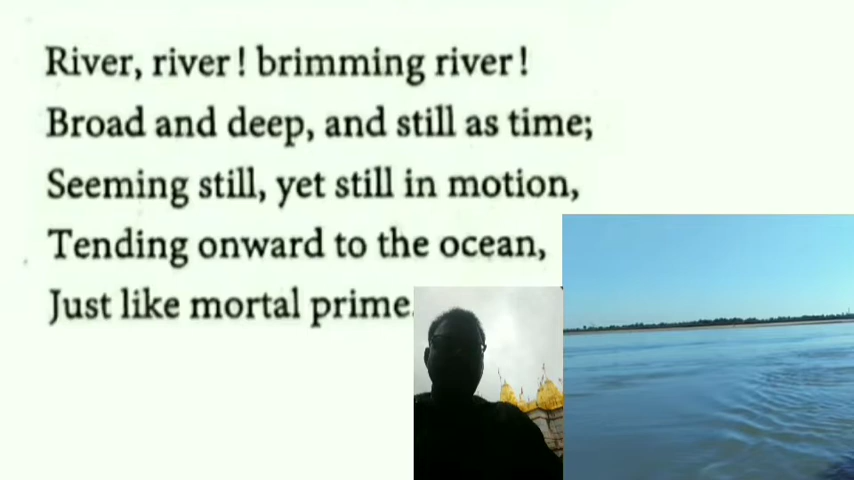 River, river! brimming river!
Broad and deep, and still as time;
Seeming still, yet still in motion,
Tending onward to the ocean,
Just like mortal prime.